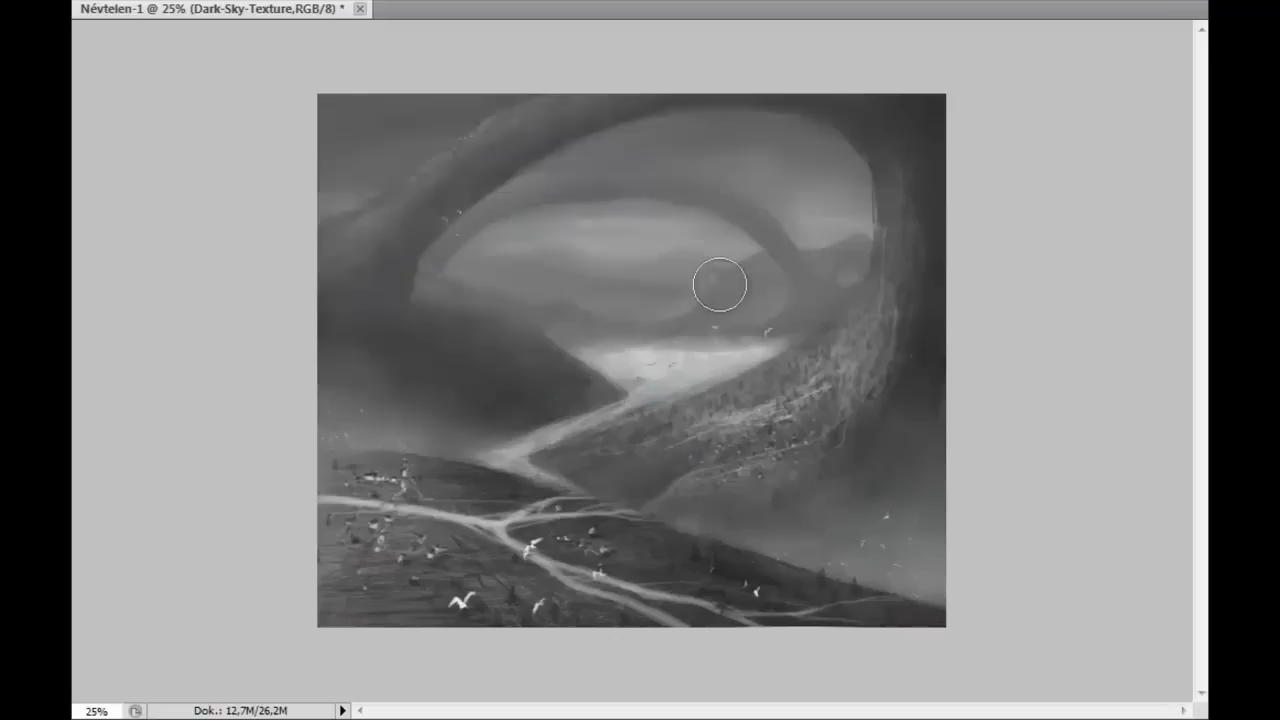 Névtelen-1 @ 25% (Dark-Sky-Texture,RGB/8) *
25%
Dok.: 12,7M/26,2M